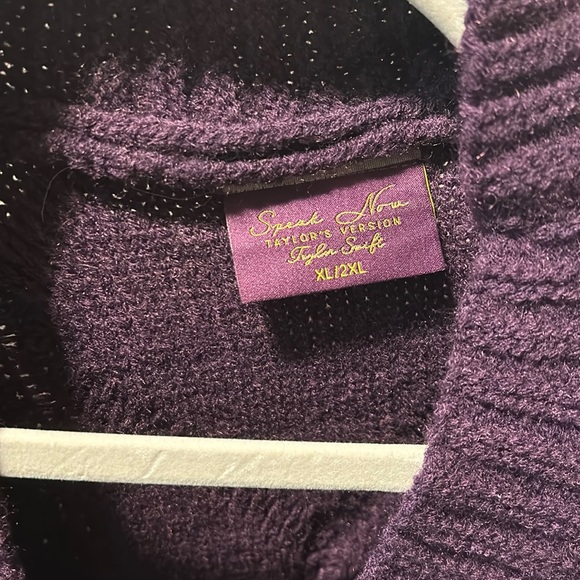 Speak Now
TAYLOR'S VERSION
Taylor Swift
XL/2XL